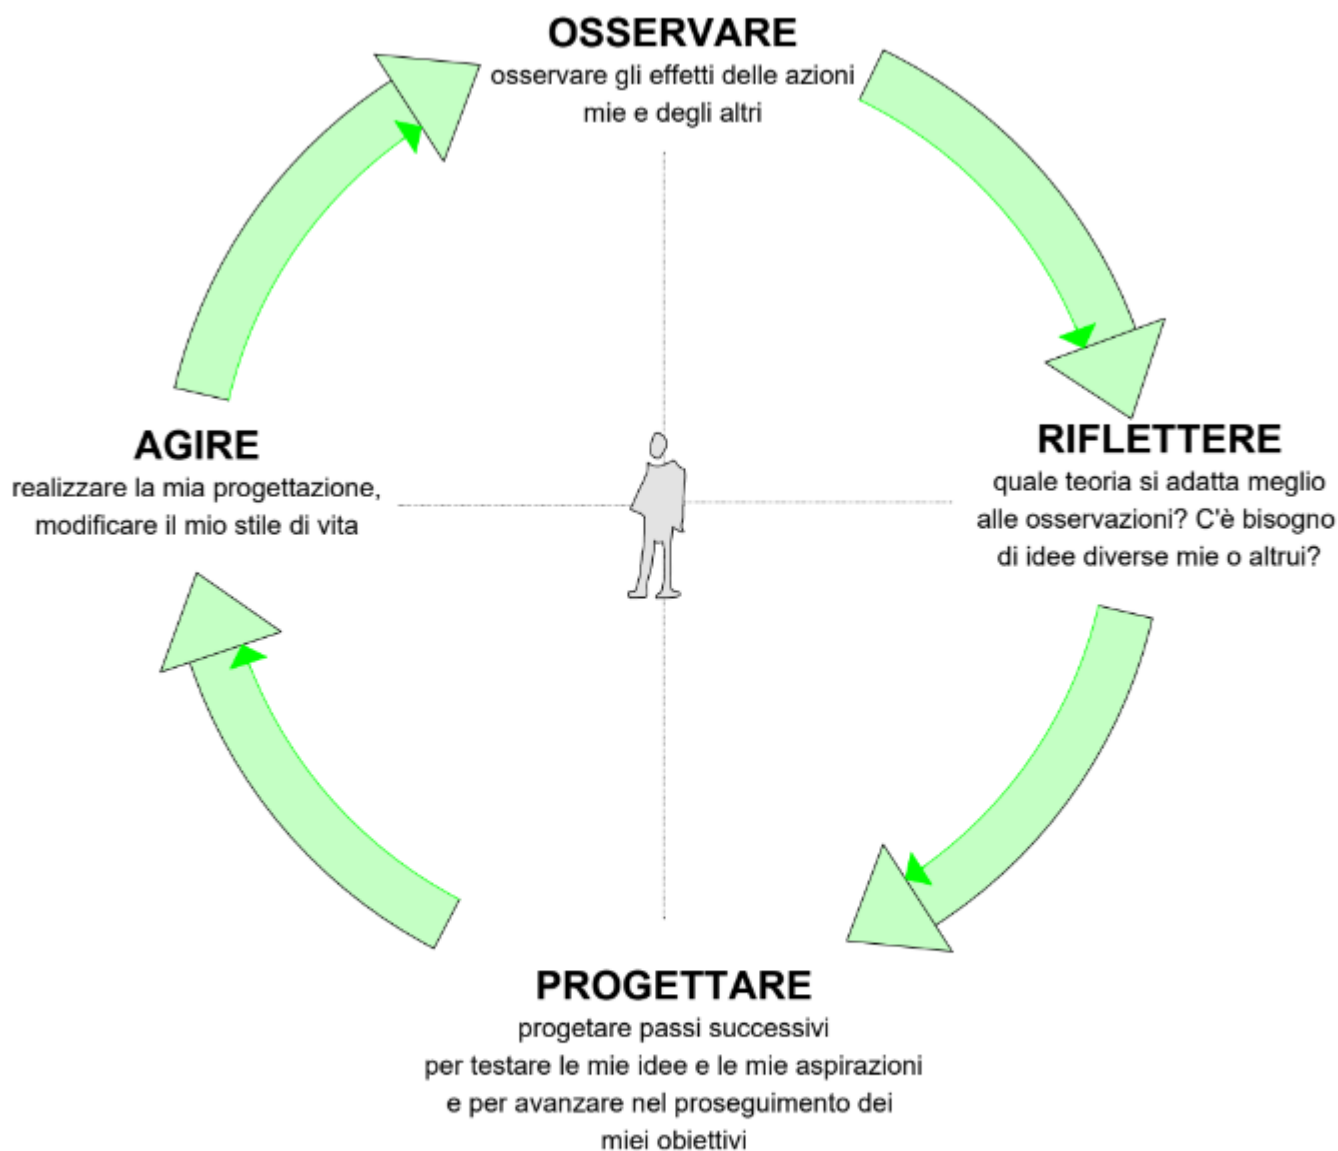 OSSERVARE
osservare gli effetti delle azioni
mie e degli altri
AGIRE
realizzare la mia progettazione,
modificare il mio stile di vita
RIFLETTERE
quale teoria si adatta meglio
alle osservazioni? C'è bisogno
di idee diverse mie o altrui?
PROGETTARE
progetare passi successivi
per testare le mie idee e le mie aspirazioni
e per avanzare nel proseguimento dei
miei obiettivi